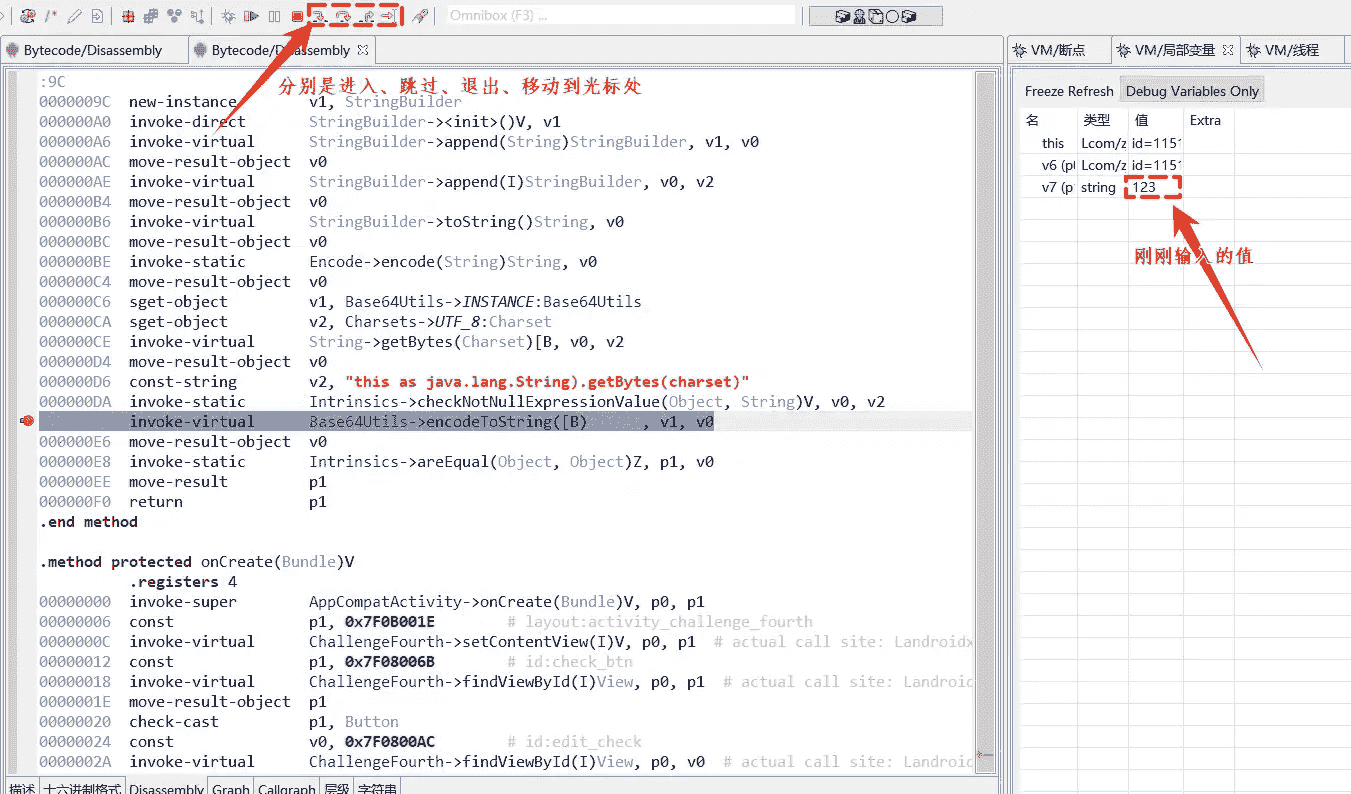 Omnibox (F3) ...
Bytecode/Disassembly
Bytecode/Disassembly
VM/断点
VM/局部变量
VM/线程
分别是进入、跳过、退出、移动到光标处
:9C
0000009C new-instance v1, StringBuilder
000000A0 invoke-direct StringBuilder-><init>()V, v1
000000A6 invoke-virtual StringBuilder->append(String)StringBuilder, v1, v0
000000AC move-result-object v0
000000AE invoke-virtual StringBuilder->append(I)StringBuilder, v0, v2
000000B4 move-result-object v0
000000B6 invoke-virtual StringBuilder->toString()String, v0
000000BC move-result-object v0
000000BE invoke-static Encode->encode(String)String, v0
000000C4 move-result-object v0
000000C6 sget-object v1, Base64Utils->INSTANCE:Base64Utils
000000CA sget-object v2, Charsets->UTF_8:Charset
000000CE invoke-virtual String->getBytes(Charset)[B, v0, v2
000000D4 move-result-object v0
000000D6 const-string v2, "this as java.lang.String).getBytes(charset)"
000000DA invoke-static Intrinsics->checkNotNullExpressionValue(Object, String)V, v0, v2
invoke-virtual Base64Utils->encodeToString([B) , v1, v0
000000E6 move-result-object v0
000000E8 invoke-static Intrinsics->areEqual(Object, Object)Z, p1, v0
000000EE move-result p1
000000F0 return p1
.end method
.method protected onCreate(Bundle)V
.registers 4
00000000 invoke-super AppCompatActivity->onCreate(Bundle)V, p0, p1
00000006 const p1, 0x7F0B001E # layout:activity_challenge_fourth
0000000C invoke-virtual ChallengeFourth->setContentView(I)V, p0, p1 # actual call site: Landroidx
00000012 const p1, 0x7F08006B # id:check_btn
00000018 invoke-virtual ChallengeFourth->findViewById(I)View, p0, p1 # actual call site: Landroid
0000001E move-result-object p1
00000020 check-cast p1, Button
00000024 const v0, 0x7F0800AC # id:edit_check
0000002A invoke-virtual ChallengeFourth->findViewById(I)View, p0, v0 # actual call site: Landroid
描述 十六进制格式 Disassembly Graph Callgraph 层级 字符串
Freeze Refresh Debug Variables Only
名 类型 值 Extra
this Lcom/z id=115
v6 (p Lcom/z id=115
v7 (p string 123
刚刚输入的值